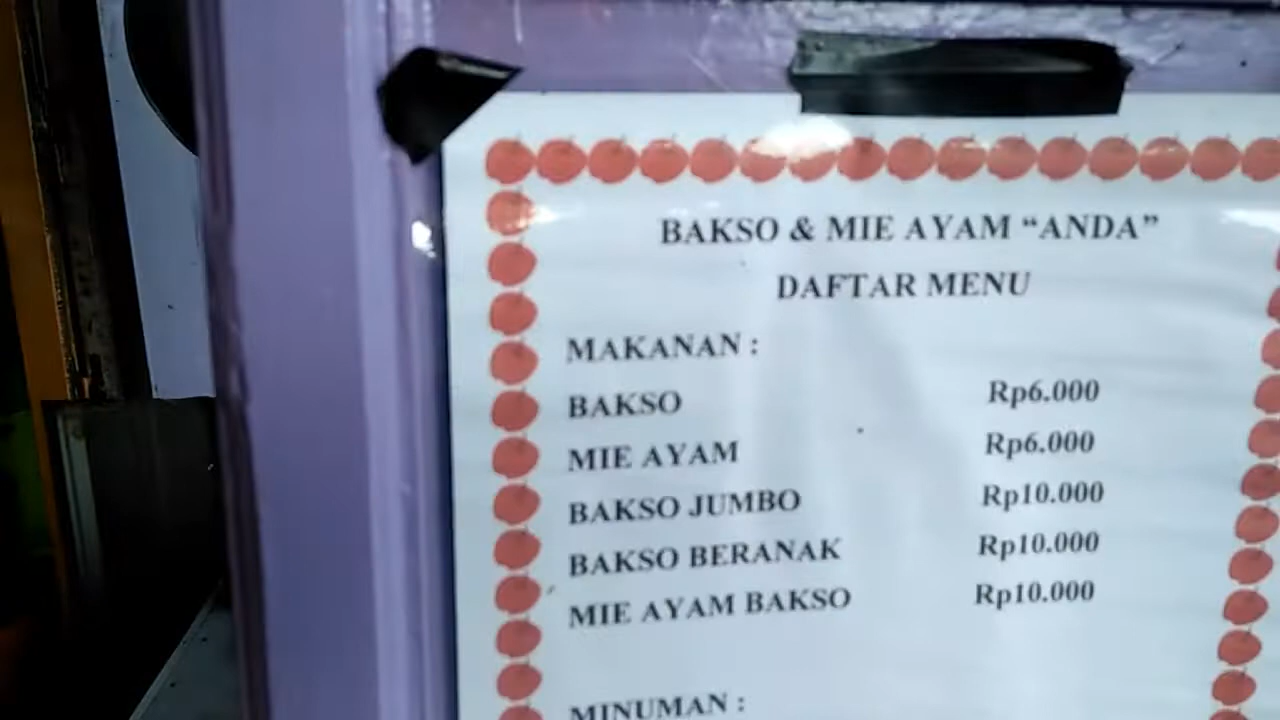 BAKSO & MIE AYAM “ANDA”
DAFTAR MENU
MAKANAN :
BAKSO Rp6.000
MIE AYAM Rp6.000
BAKSO JUMBO Rp10.000
BAKSO BERANAK Rp10.000
MIE AYAM BAKSO Rp10.000
MINUMAN :